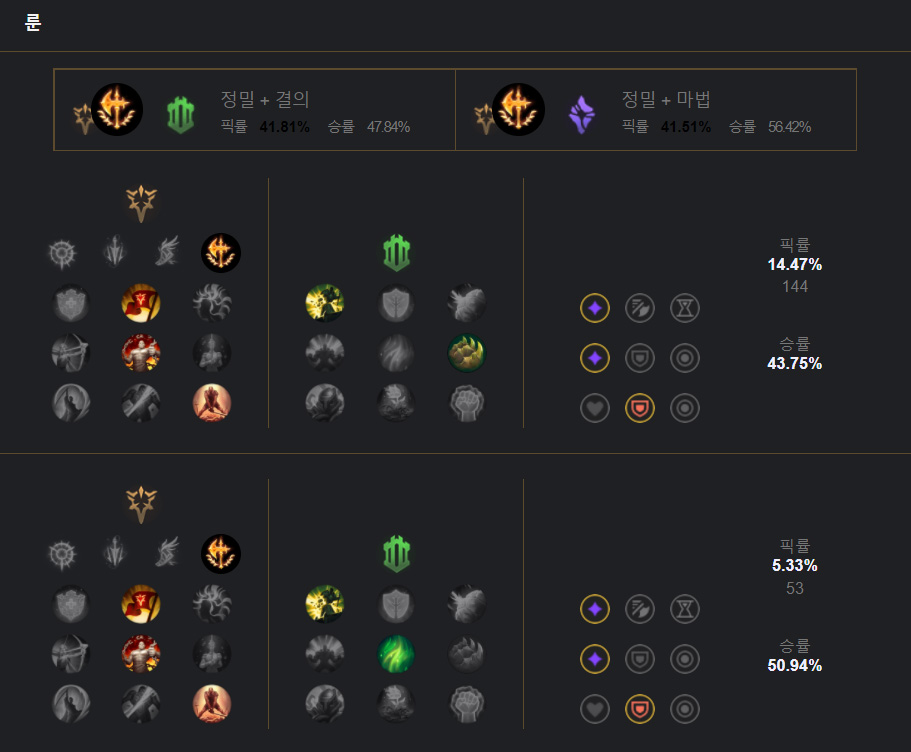 룬
정밀 + 결의
픽률 41.81% 승률 47.84%
정밀 + 마법
픽률 41.51% 승률 56.42%
픽률
14.47%
144
승률
43.75%
픽률
5.33%
53
승률
50.94%